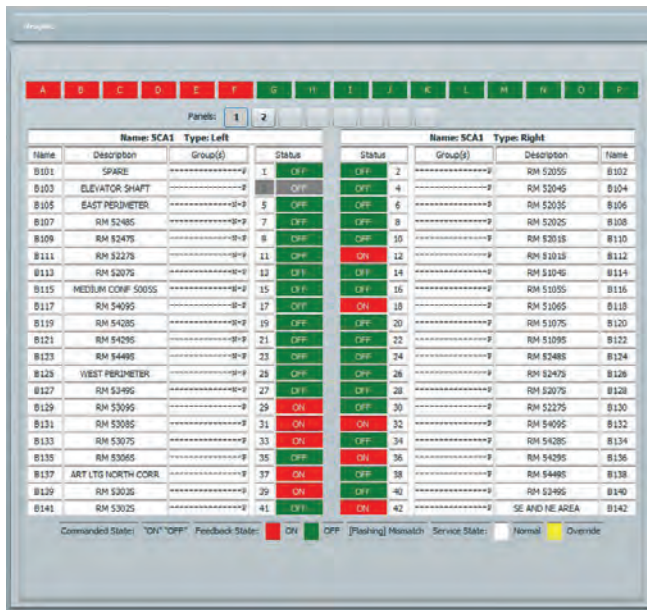 A B C D E F G H I J K L M N O P
Panels: 1 2
Name: SCA1 Type: Left Name: SCA1 Type: Right
Name Description Group(s) Status Status Group(s) Description Name
B101 SPARE 1 OFF OFF 2 RM 5205S B102
B103 ELEVATOR SHAFT OFF OFF 4 RM 5204S B104
B105 EAST PERIMETER 5 OFF OFF 6 RM 5203S B106
B107 RM 5248S 7 OFF OFF 8 RM 5202S B108
B109 RM 5247S 9 OFF OFF 10 RM 5201S B110
B111 RM 5227S 11 OFF ON 12 RM 5101S B112
B113 RM 5207S 13 OFF OFF 14 RM 5104S B114
B115 MEDIUM CONF 5005S 15 OFF OFF 16 RM 5105S B116
B117 RM 5409S 17 OFF ON 18 RM 5106S B118
B119 RM 5428S 19 OFF OFF 20 RM 5107S B120
B121 RM 5429S 21 OFF OFF 22 RM 5109S B122
B123 RM 5449S 23 OFF OFF 24 RM 5248S B124
B125 WEST PERIMETER 25 OFF OFF 26 RM 5247S B126
B127 RM 5349S 27 OFF OFF 28 RM 5207S B128
B129 RM 5309S 29 ON OFF 30 RM 5227S B130
B131 RM 5308S 31 ON ON 32 RM 5409S B132
B133 RM 5307S 33 ON OFF 34 RM 5428S B134
B135 RM 5306S 35 OFF ON 36 RM 5429S B136
B137 ART LTG NORTH CORR 37 ON OFF 38 RM 5449S B138
B139 RM 5303S 39 ON OFF 40 RM 5349S B140
B141 RM 5302S 41 OFF ON 42 SE AND NE AREA B142
Commanded State: "ON" "OFF" Feedback State: ON OFF [Flashing] Mismatch Service State: Normal Override